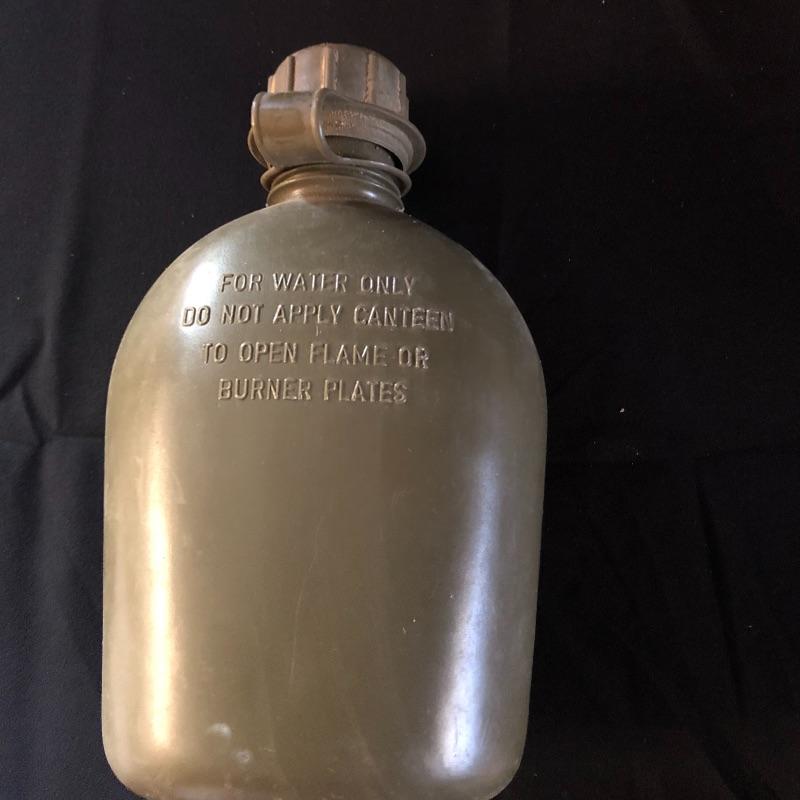 FOR WATER ONLY
DO NOT APPLY CANTEEN
TO OPEN FLAME OR
BURNER PLATES